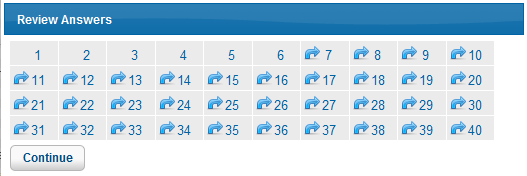 Review Answers
1 2 3 4 5 6 7 8 9 10
11 12 13 14 15 16 17 18 19 20
21 22 23 24 25 26 27 28 29 30
31 32 33 34 35 36 37 38 39 40
Continue